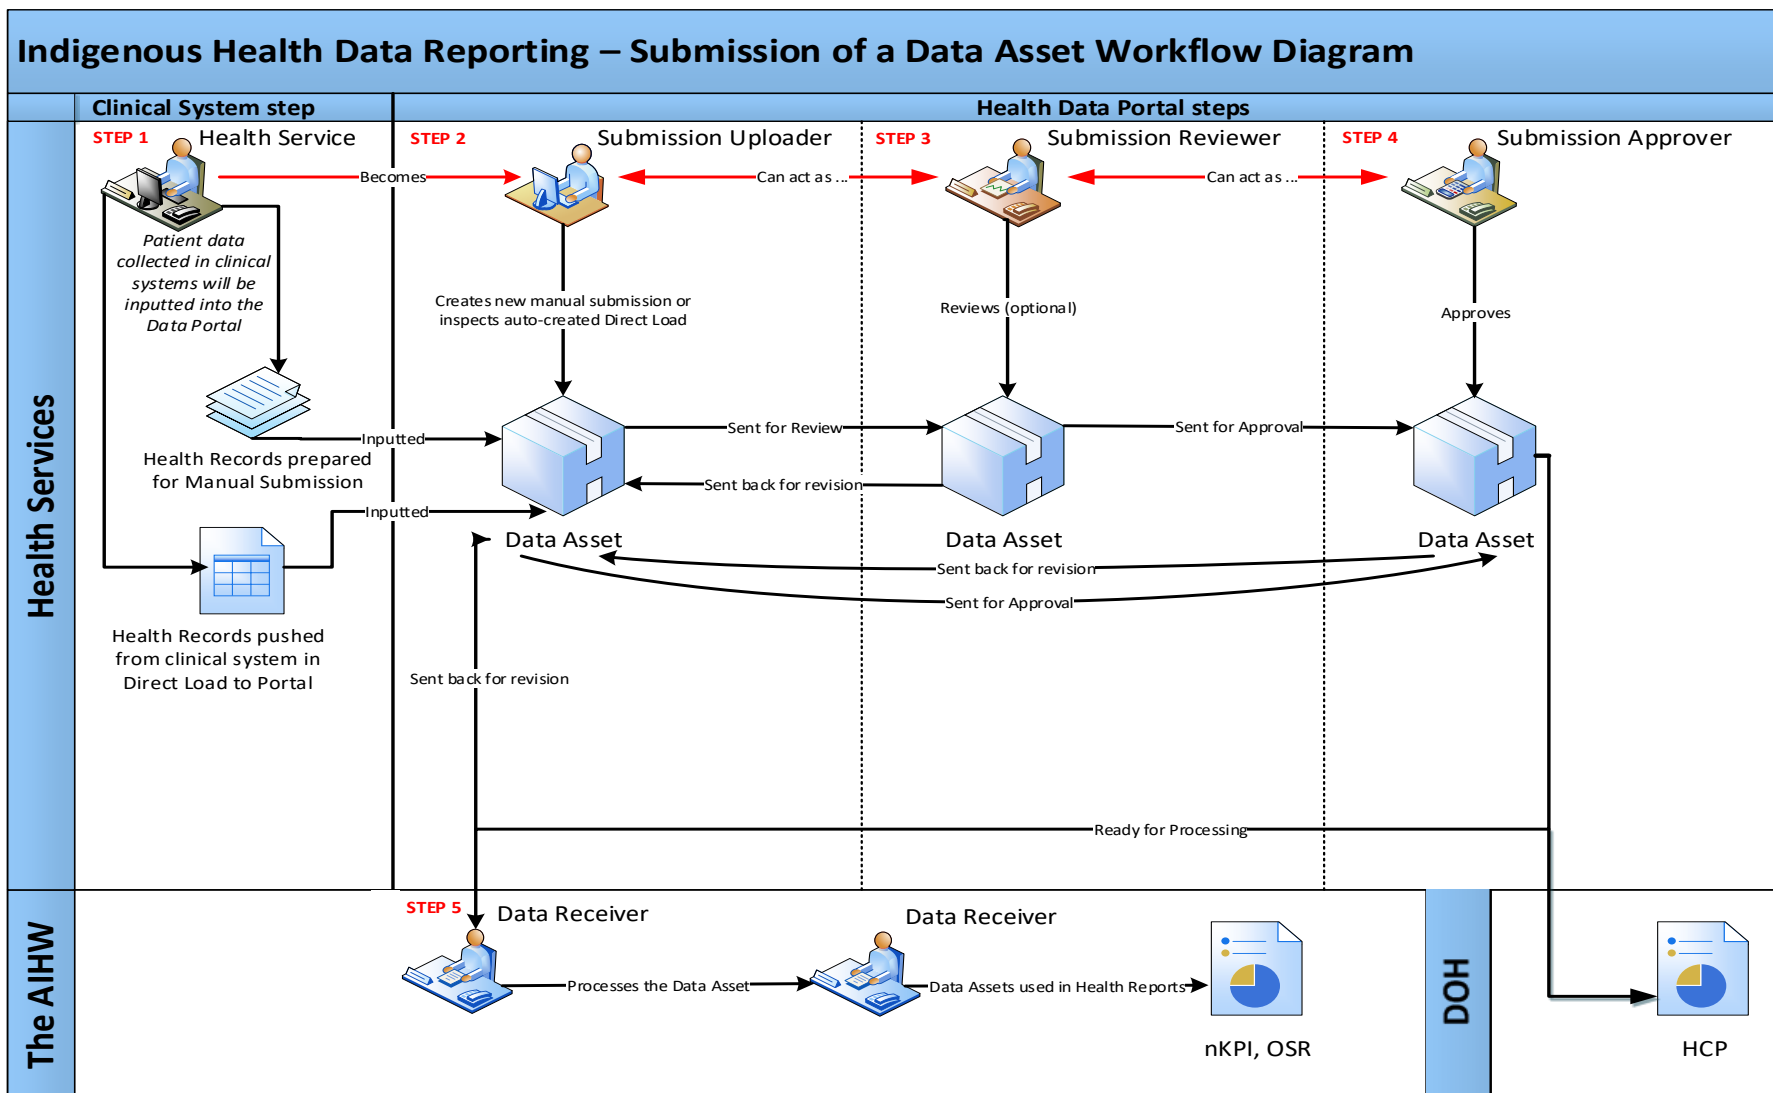 Indigenous Health Data Reporting – Submission of a Data Asset Workflow Diagram
Clinical System step
Health Data Portal steps
Health Services
STEP 1
Health Service
STEP 2
Submission Uploader
STEP 3
Submission Reviewer
STEP 4
Submission Approver
Becomes
Can act as ...
Can act as ...
Patient data
collected in clinical
systems will be
inputted into the
Data Portal
Creates new manual submission or
inspects auto-created Direct Load
Reviews (optional)
Approves
Inputted
Sent for Review
Sent for Approval
Health Records prepared
for Manual Submission
Sent back for revision
Inputted
Data Asset
Data Asset
Data Asset
Sent back for revision
Sent for Approval
Health Records pushed
from clinical system in
Direct Load to Portal
Sent back for revision
Ready for Processing
The AIHW
STEP 5
Data Receiver
Data Receiver
Processes the Data Asset
Data Assets used in Health Reports
nKPI, OSR
DOH
HCP